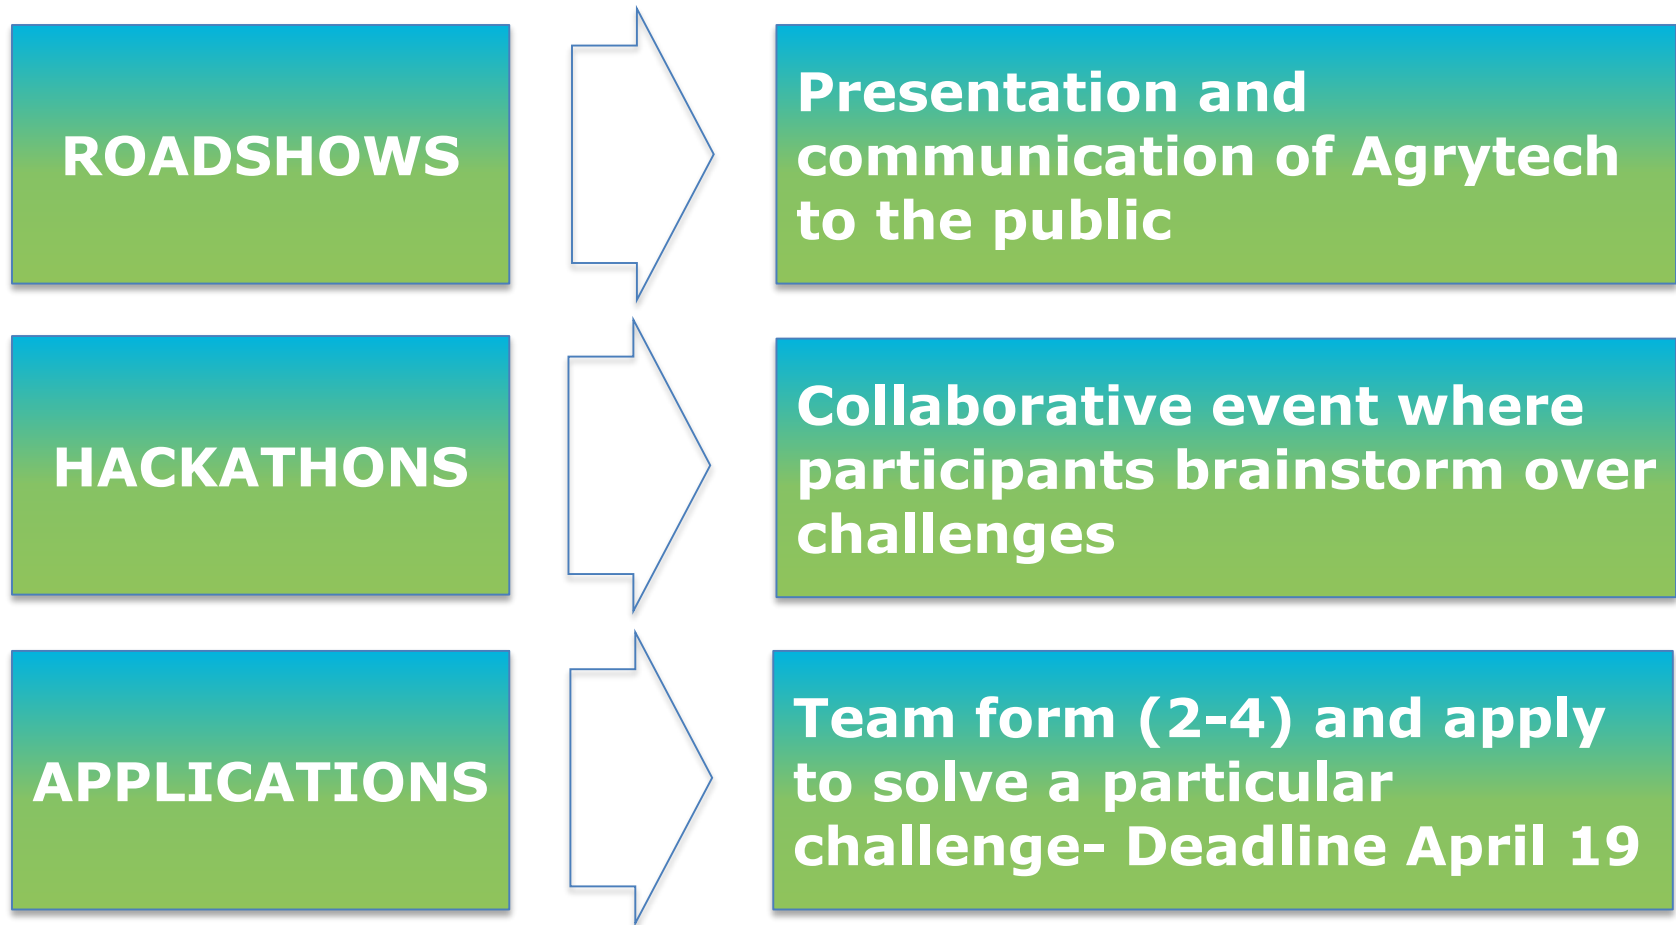 ROADSHOWS
Presentation and
communication of Agrytech
to the public
HACKATHONS
Collaborative event where
participants brainstorm over
challenges
APPLICATIONS
Team form (2-4) and apply
to solve a particular
challenge- Deadline April 19